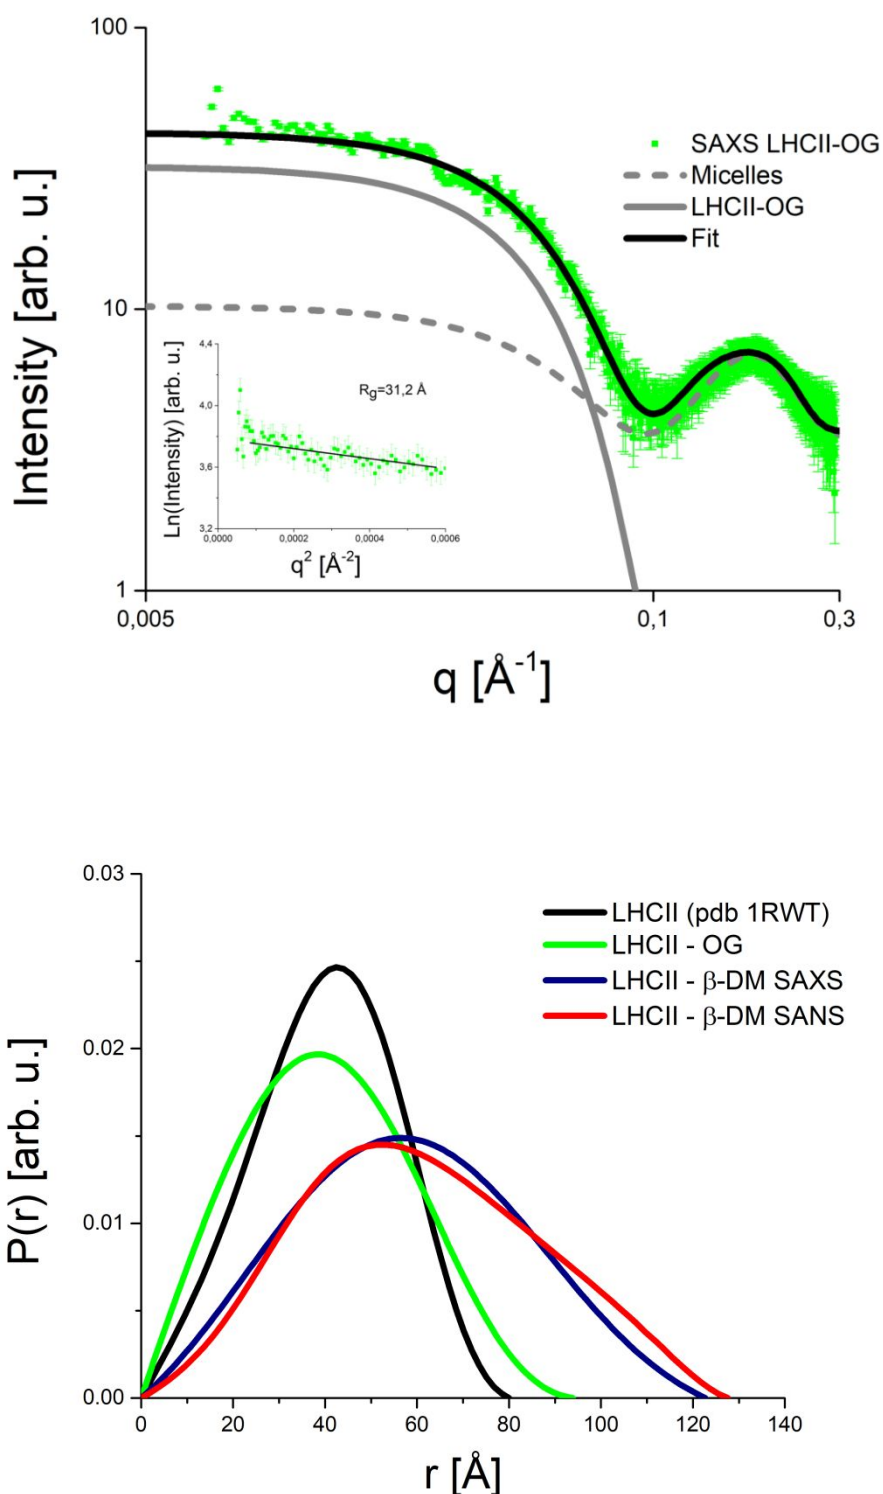 100
10
1
0,005
0,1
0,3
Intensity [arb. u.]
q [Å⁻¹]
SAXS LHCII-OG
Micelles
LHCII-OG
Fit
4,4
4,0
3,6
3,2
Ln(Intensity) [arb. u.]
Rg=31,2 Å
0,0000
0,0002
0,0004
0,0006
q² [Å⁻²]
0.03
0.02
0.01
0.00
P(r) [arb. u.]
LHCII (pdb 1RWT)
LHCII - OG
LHCII - β-DM SAXS
LHCII - β-DM SANS
0
20
40
60
80
100
120
140
r [Å]